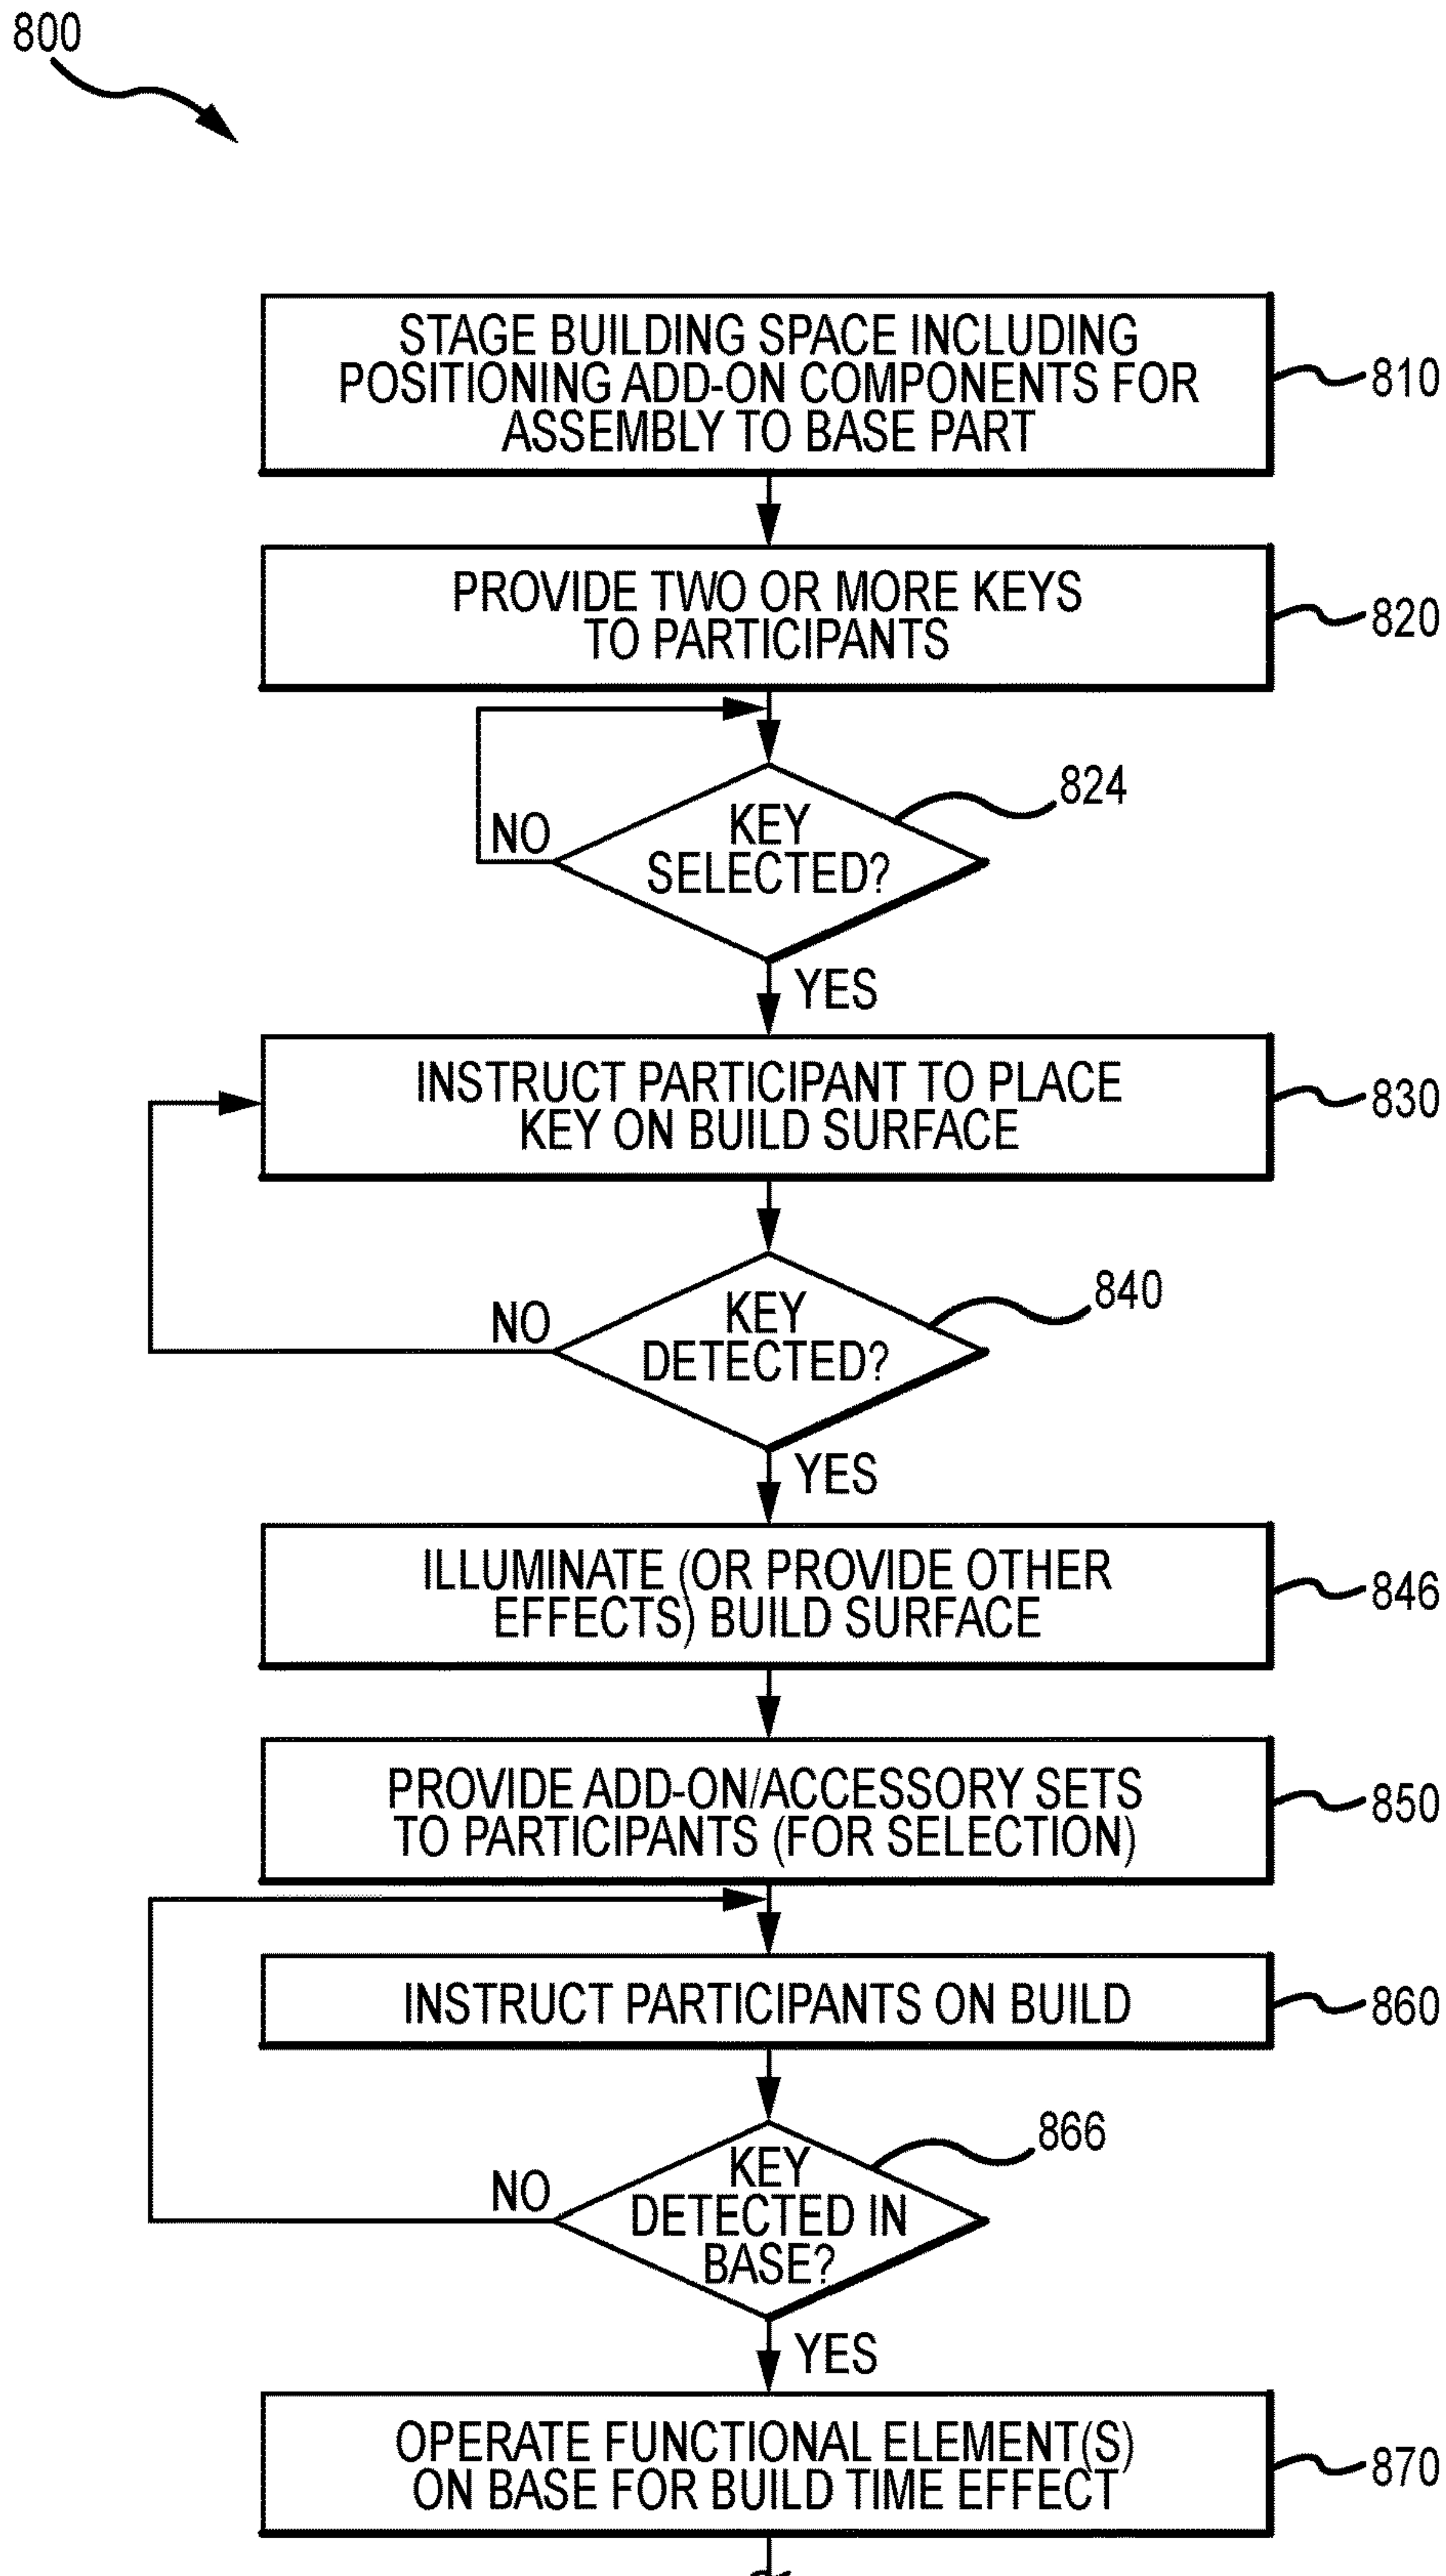 800
STAGE BUILDING SPACE INCLUDING
POSITIONING ADD-ON COMPONENTS FOR
ASSEMBLY TO BASE PART
810
PROVIDE TWO OR MORE KEYS
TO PARTICIPANTS
820
824
KEY
SELECTED?
NO
YES
INSTRUCT PARTICIPANT TO PLACE
KEY ON BUILD SURFACE
830
840
KEY
DETECTED?
NO
YES
ILLUMINATE (OR PROVIDE OTHER
EFFECTS) BUILD SURFACE
846
PROVIDE ADD-ON/ACCESSORY SETS
TO PARTICIPANTS (FOR SELECTION)
850
INSTRUCT PARTICIPANTS ON BUILD
860
866
KEY
DETECTED IN
BASE?
NO
YES
OPERATE FUNCTIONAL ELEMENT(S)
ON BASE FOR BUILD TIME EFFECT
870